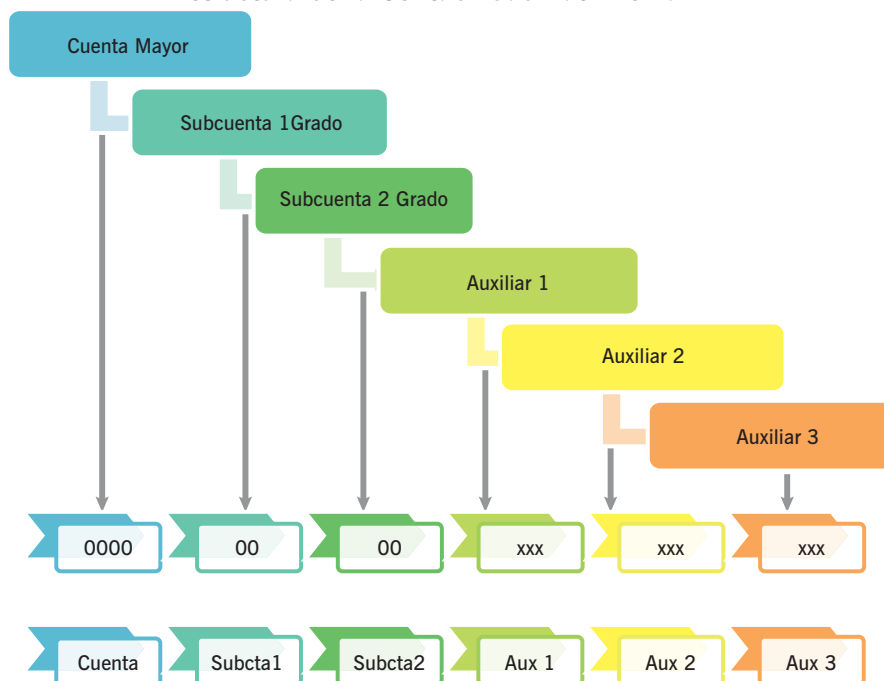 Cuenta Mayor
Subcuenta 1Grado
Subcuenta 2 Grado
Auxiliar 1
Auxiliar 2
Auxiliar 3
0000 00 00 xxx xxx xxx
Cuenta Subcta1 Subcta2 Aux 1 Aux 2 Aux 3